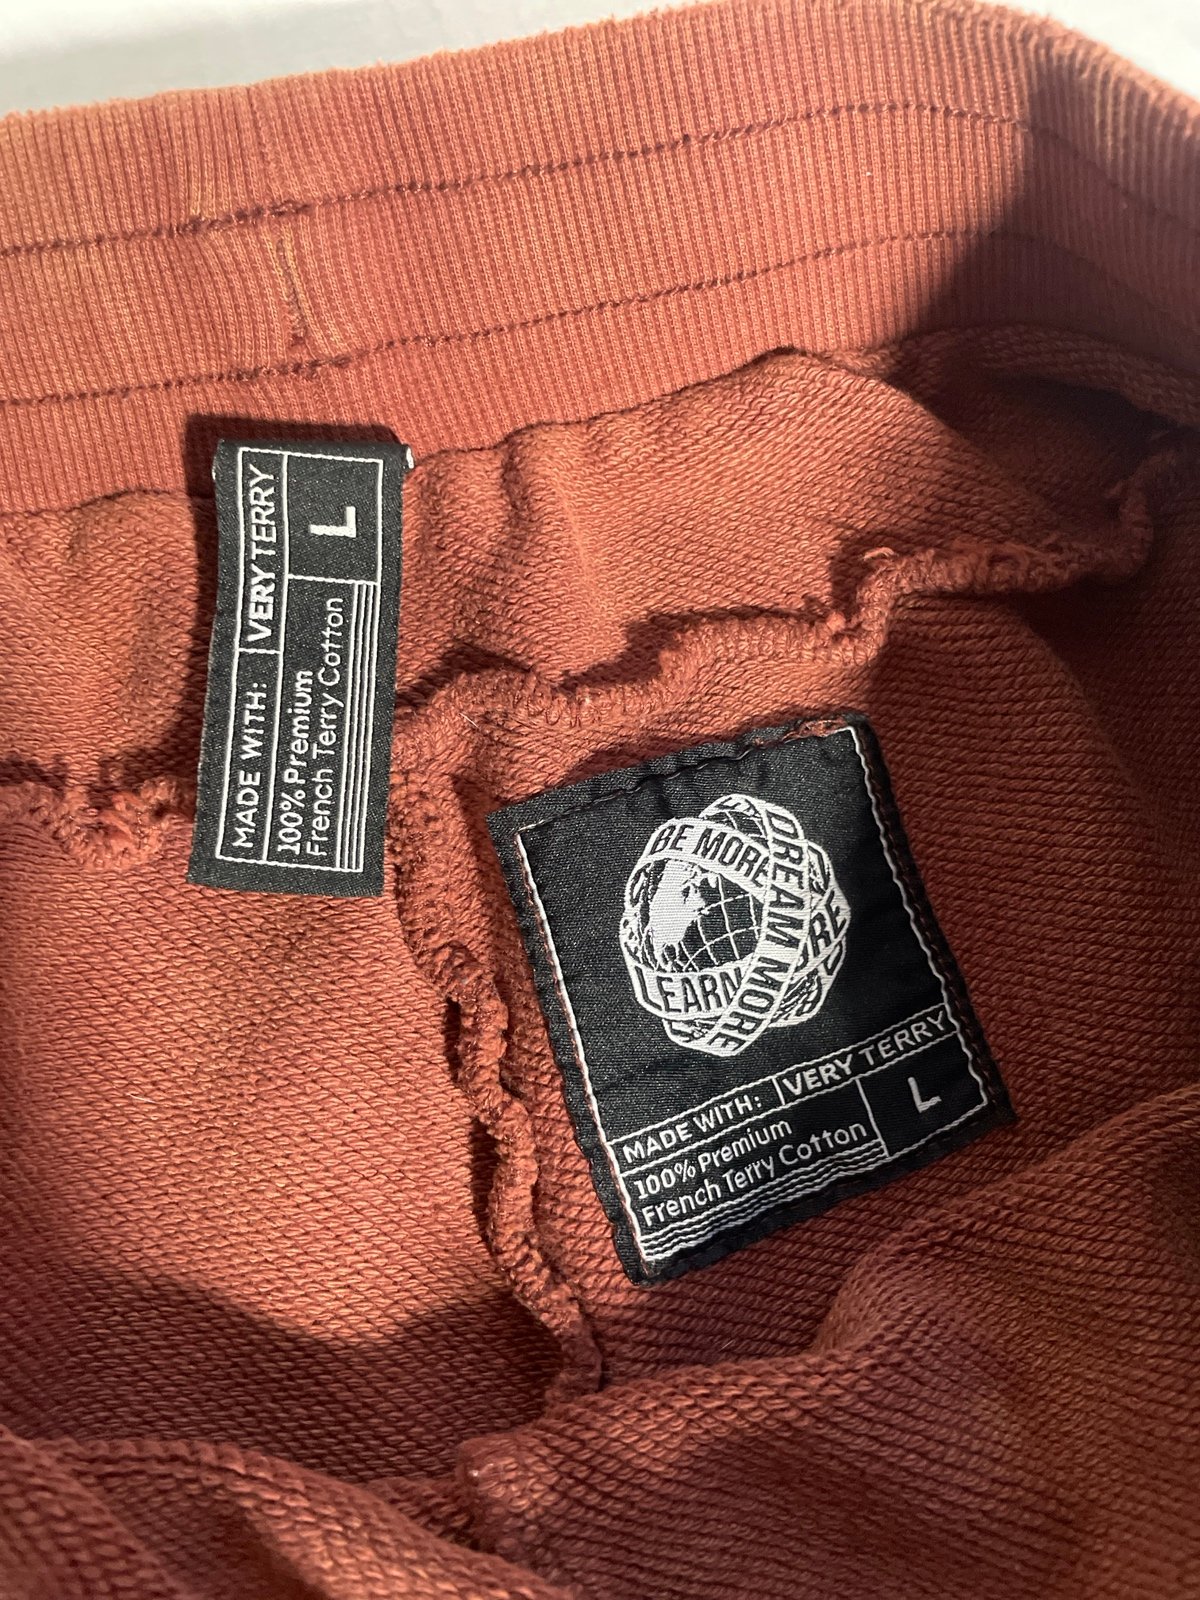 MADE WITH: VERY TERRY
100% Premium
French Terry Cotton
L
BE MORE
DREAM MORE
LEARN
MADE WITH: VERY TERRY
100% Premium
French Terry Cotton
L